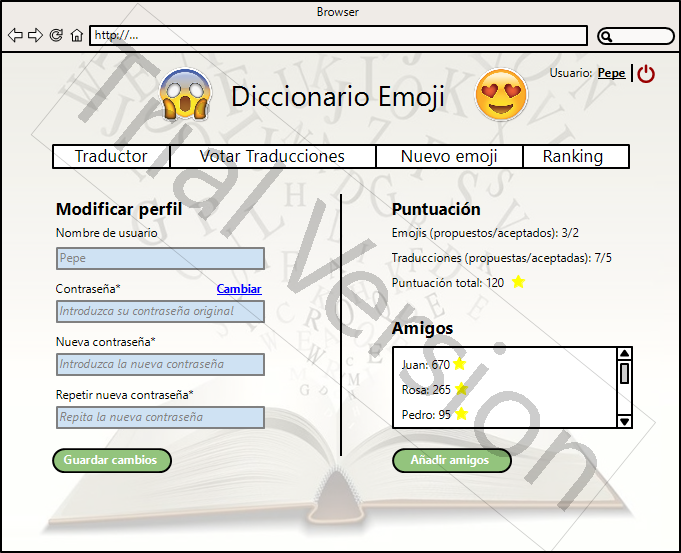 Browser
http://...
Usuario: Pepe
Diccionario Emoji
Traductor
Votar Traducciones
Nuevo emoji
Ranking
Modificar perfil
Nombre de usuario
Pepe
Contraseña*
Cambiar
Introduzca su contraseña original
Nueva contraseña*
Introduzca la nueva contraseña
Repetir nueva contraseña*
Repita la nueva contraseña
Guardar cambios
Puntuación
Emojis (propuestos/aceptados): 3/2
Traducciones (propuestas/aceptadas): 7/5
Puntuación total: 120
Amigos
Juan: 670
Rosa: 265
Pedro: 95
Añadir amigos
Trial Version